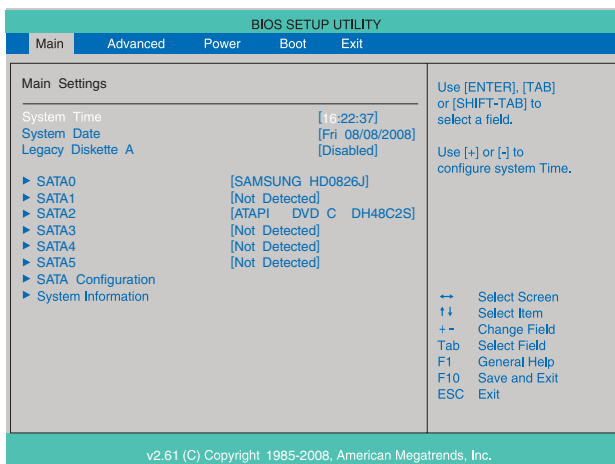 BIOS SETUP UTILITY
Main Advanced Power Boot Exit
Main Settings
System Time [16:22:37]
System Date [Fri 08/08/2008]
Legacy Diskette A [Disabled]
► SATA0 [SAMSUNG HD0826J]
► SATA1 [Not Detected]
► SATA2 [ATAPI DVD C DH48C2S]
► SATA3 [Not Detected]
► SATA4 [Not Detected]
► SATA5 [Not Detected]
► SATA Configuration
► System Information
Use [ENTER], [TAB]
or [SHIFT-TAB] to
select a field.
Use [+] or [-] to
configure system Time.
↔ Select Screen
↑↓ Select Item
+- Change Field
Tab Select Field
F1 General Help
F10 Save and Exit
ESC Exit
v2.61 (C) Copyright 1985-2008, American Megatrends, Inc.